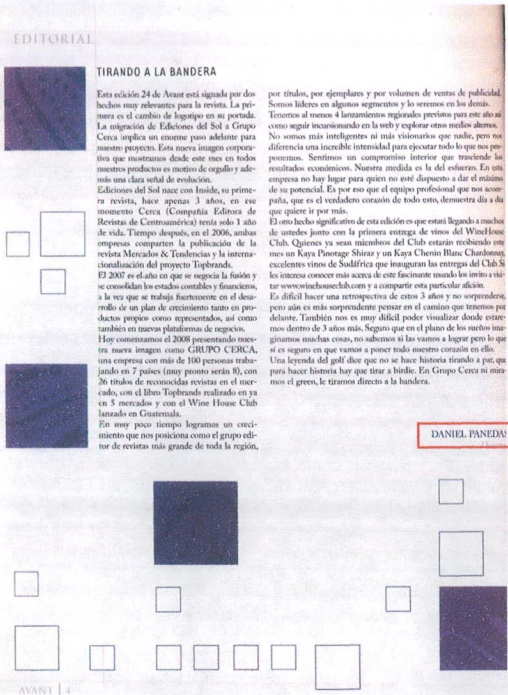 EDITORIAL
TIRANDO A LA BANDERA
Esta edición 24 de Avant está signada por dos
hechos muy relevantes para la revista. La pri-
mera es el cambio de logotipo en su portada.
La migración de Ediciones del Sol a Grupo
Cerca implica un enorme paso adelante para
nuestro proyecto. Esta nueva imagen corpora-
tiva que mostramos desde este mes en todos
nuestros productos es motivo de orgullo y ade-
más una clara señal de evolución.
Ediciones del Sol nace con Inside, su prime-
ra revista, hace apenas 3 años, en ese
momento Cerca (Compañía Editora de
Revistas de Centroamérica) tenía solo 1 año
de vida. Tiempo después, en el 2006, ambas
empresas comparten la publicación de la
revista Mercados & Tendencias y la interna-
cionalización del proyecto Topbrands.
El 2007 es el año en que se negocia la fusión y
se consolidan los estados contables y financieros,
a la vez que se trabaja fuertemente en el desa-
rrollo de un plan de crecimiento tanto en pro-
ductos propios como representados, así como
también en nuevas plataformas de negocios.
Hoy comenzamos el 2008 presentando nues-
tra nueva imagen como GRUPO CERCA,
una empresa con más de 100 personas traba-
jando en 7 países (muy pronto serán 8), con
26 títulos de reconocidas revistas en el mer-
cado, con el libro Topbrands realizado en ya
en 5 mercados y con el Wine House Club
lanzado en Guatemala.
En muy poco tiempo logramos un creci-
miento que nos posiciona como el grupo edi-
tor de revistas más grande de toda la región,
por títulos, por ejemplares y por volumen de ventas de publicidad.
Somos líderes en algunos segmentos y lo seremos en los demás.
Tenemos al menos 4 lanzamientos regionales previstos para este año así
como seguir incursionando en la web y explorar otros medios alternos.
No somos más inteligentes ni más visionarios que nadie, pero nos
diferencia una increíble intensidad para ejecutar todo lo que nos pro-
ponemos. Sentimos un compromiso interior que trasciende los
resultados económicos. Nuestra medida es la del esfuerzo. En esta
empresa no hay lugar para quien no esté dispuesto a dar el máximo
de su potencial. Es por eso que el equipo profesional que nos acom-
paña, que es el verdadero corazón de todo esto, demuestra día a día
que quiere ir por más.
El otro hecho significativo de esta edición es que estará llegando a muchos
de ustedes junto con la primera entrega de vinos del WineHouse
Club. Quienes ya sean miembros del Club estarán recibiendo este
mes un Kaya Pinotage Shiraz y un Kaya Chenin Blanc Chardonnay,
excelentes vinos de Sudáfrica que inauguran las entregas del Club. Si
les interesa conocer más acerca de este fascinante mundo los invito a visi-
tar www.winehouseclub.com y a compartir esta particular afición.
Es difícil hacer una retrospectiva de estos 3 años y no sorprenderse,
pero aún es más sorprendente pensar en el camino que tenemos por
delante. También nos es muy difícil poder visualizar donde estare-
mos dentro de 3 años más. Seguro que en el plano de los sueños ima-
ginamos muchas cosas, no sabemos si las vamos a lograr pero lo que
sí es seguro es que vamos a poner todo nuestro corazón en ello.
Una leyenda del golf dice que no se hace historia tirando a par, que
para hacer historia hay que tirar a birdie. En Grupo Cerca ni mira-
mos el green, le tiramos directo a la bandera.
DANIEL PANEDAS
AVANT | 4